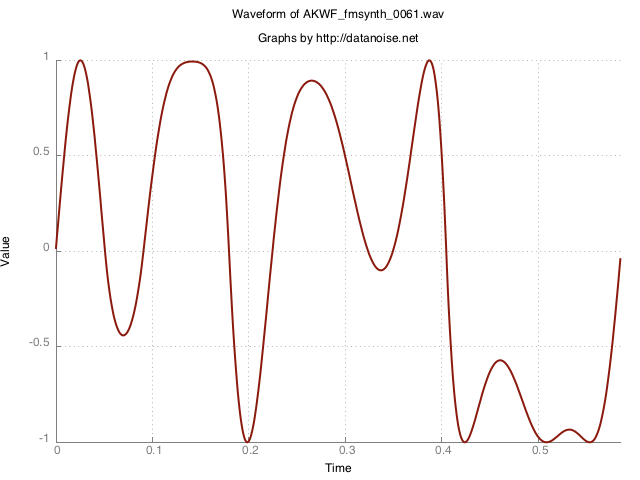 Waveform of AKWF_fmsynth_0061.wav
Graphs by http://datanoise.net
1
0.5
0
-0.5
-1
Value
0 0.1 0.2 0.3 0.4 0.5
Time